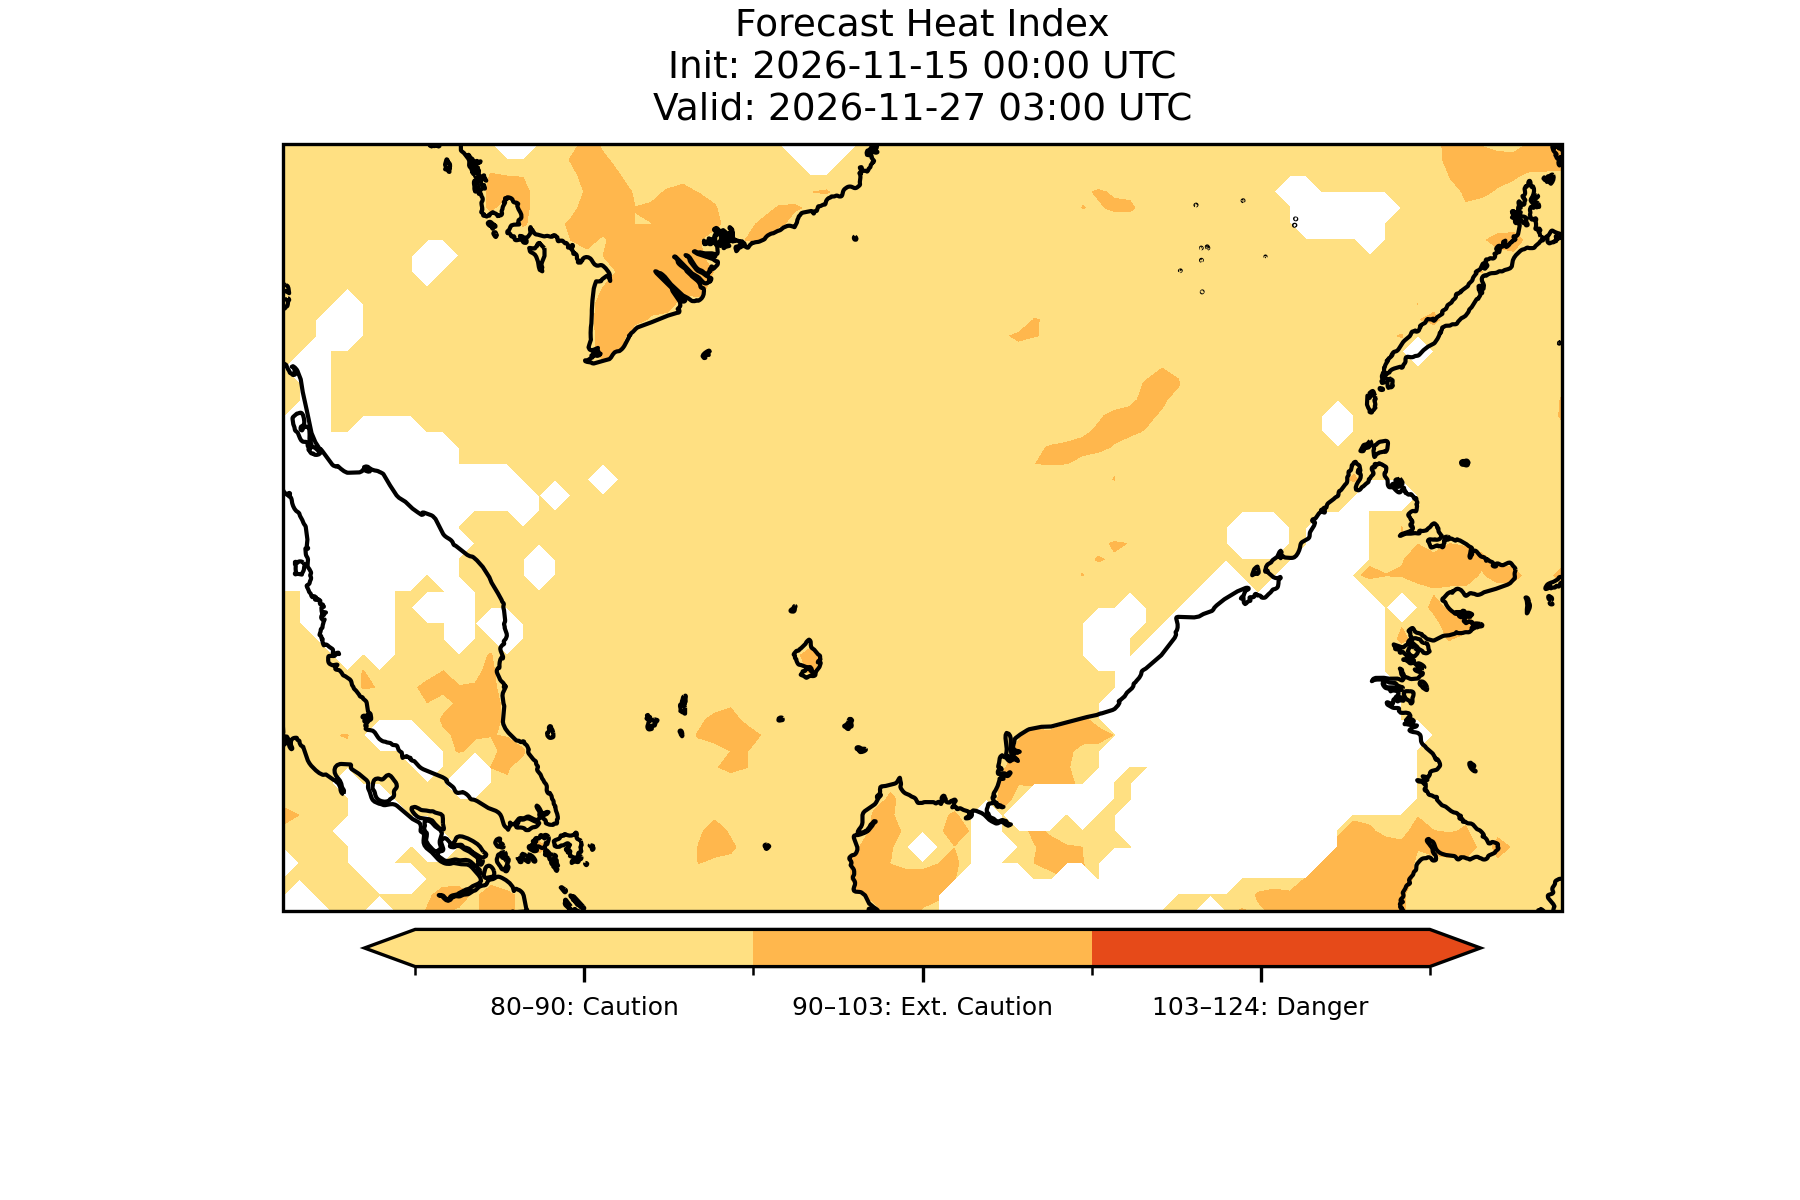 Forecast Heat Index
Init: 2026-11-15 00:00 UTC
Valid: 2026-11-27 03:00 UTC
80–90: Caution
90–103: Ext. Caution
103–124: Danger